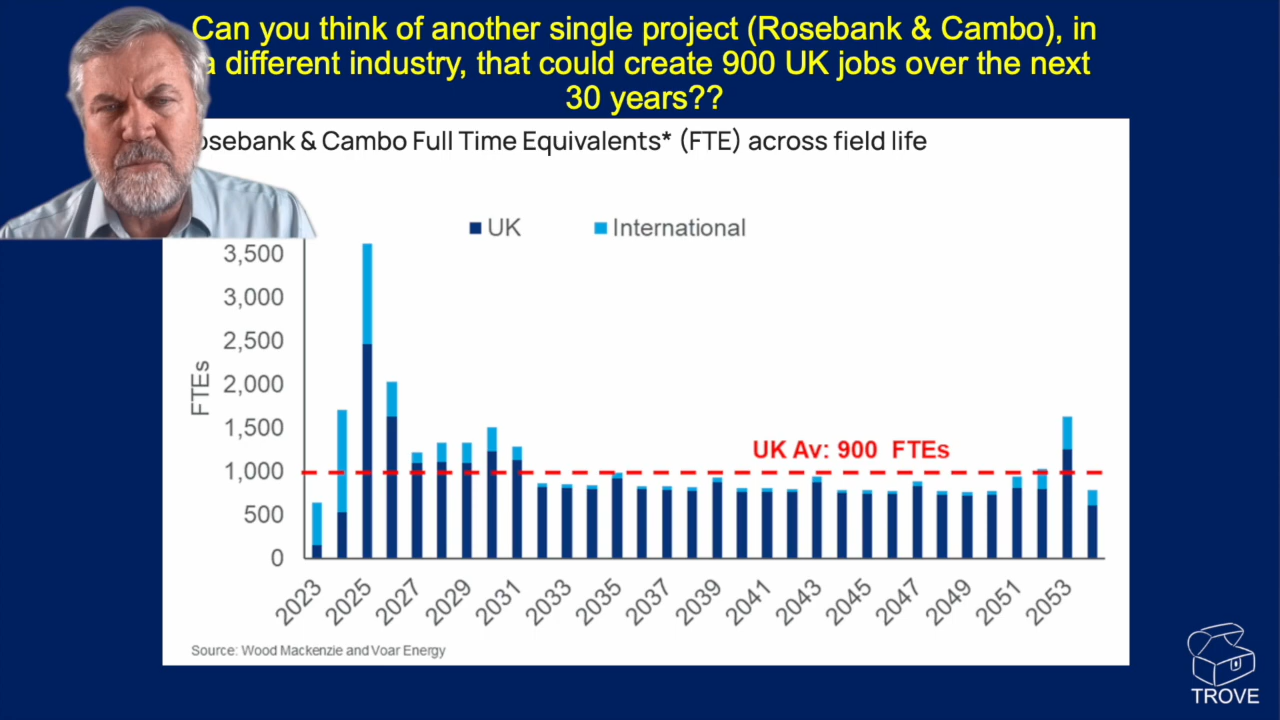 Can you think of another single project (Rosebank & Cambo), in
a different industry, that could create 900 UK jobs over the next
30 years??
osebank & Cambo Full Time Equivalents* (FTE) across field life
UK
International
3,500
3,000
2,500
2,000
1,500
1,000
500
0
FTEs
UK Av: 900 FTEs
2023
2025
2027
2029
2031
2033
2035
2037
2039
2041
2043
2045
2047
2049
2051
2053
Source: Wood Mackenzie and Voar Energy
TROVE